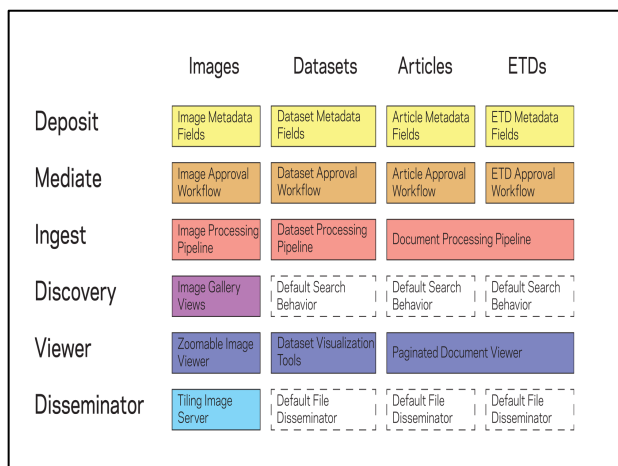 Images Datasets Articles ETDs
Deposit
Image Metadata
Fields
Dataset Metadata
Fields
Article Metadata
Fields
ETD Metadata
Fields
Mediate
Image Approval
Workflow
Dataset Approval
Workflow
Article Approval
Workflow
ETD Approval
Workflow
Ingest
Image Processing
Pipeline
Dataset Processing
Pipeline
Document Processing Pipeline
Discovery
Image Gallery
Views
Default Search
Behavior
Default Search
Behavior
Default Search
Behavior
Viewer
Zoomable Image
Viewer
Dataset Visualization
Tools
Paginated Document Viewer
Disseminator
Tiling Image
Server
Default File
Disseminator
Default File
Disseminator
Default File
Disseminator